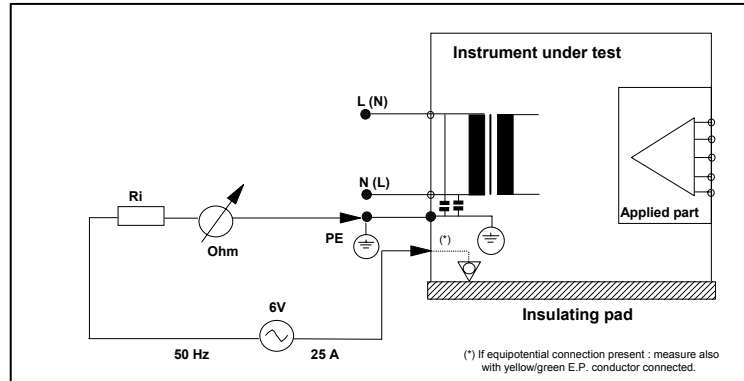 Instrument under test
L (N)
N (L)
Ri
Ohm
PE
(*)
Applied part
6V
50 Hz
25 A
Insulating pad
(*) If equipotential connection present : measure also
with yellow/green E.P. conductor connected.